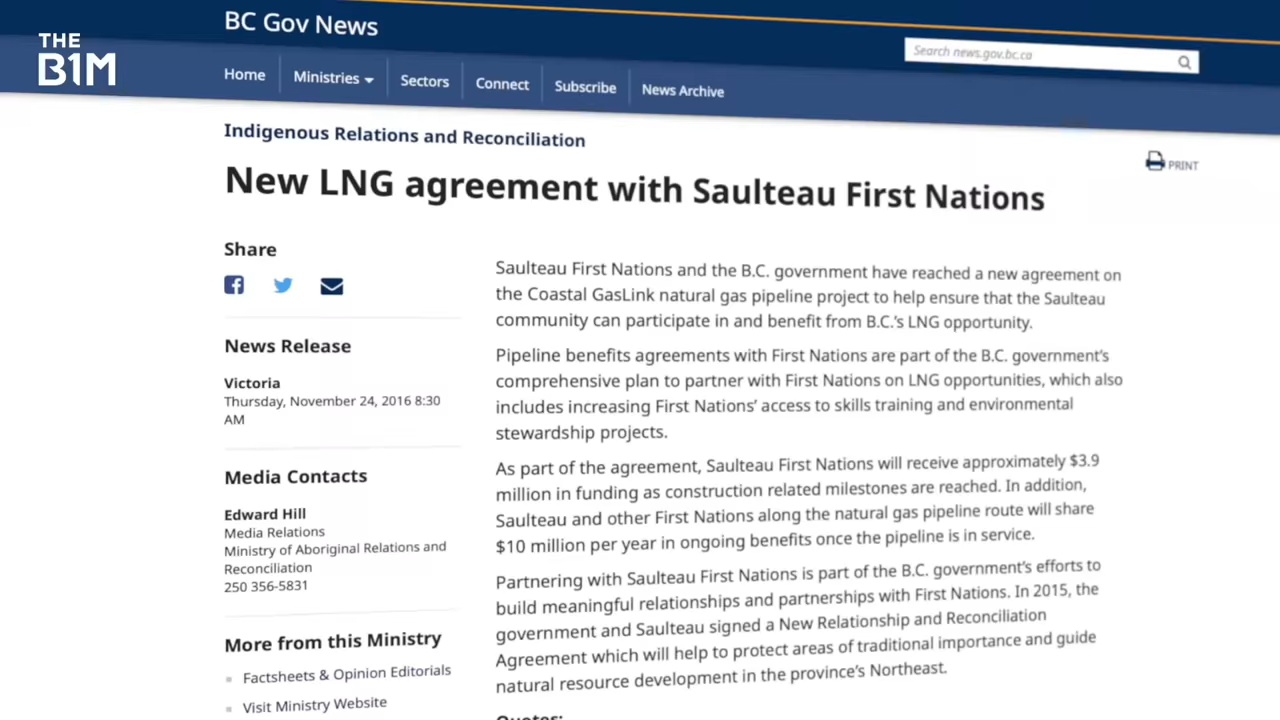 THE
B1M
BC Gov News
Search news.gov.bc.ca
Home
Ministries
Sectors
Connect
Subscribe
News Archive
Indigenous Relations and Reconciliation
PRINT
New LNG agreement with Saulteau First Nations
Share
News Release
Victoria
Thursday, November 24, 2016 8:30
AM
Media Contacts
Edward Hill
Media Relations
Ministry of Aboriginal Relations and
Reconciliation
250 356-5831
More from this Ministry
Factsheets & Opinion Editorials
Visit Ministry Website
Saulteau First Nations and the B.C. government have reached a new agreement on
the Coastal GasLink natural gas pipeline project to help ensure that the Saulteau
community can participate in and benefit from B.C.'s LNG opportunity.
Pipeline benefits agreements with First Nations are part of the B.C. government's
comprehensive plan to partner with First Nations on LNG opportunities, which also
includes increasing First Nations' access to skills training and environmental
stewardship projects.
As part of the agreement, Saulteau First Nations will receive approximately $3.9
million in funding as construction related milestones are reached. In addition,
Saulteau and other First Nations along the natural gas pipeline route will share
$10 million per year in ongoing benefits once the pipeline is in service.
Partnering with Saulteau First Nations is part of the B.C. government's efforts to
build meaningful relationships and partnerships with First Nations. In 2015, the
government and Saulteau signed a New Relationship and Reconciliation
Agreement which will help to protect areas of traditional importance and guide
natural resource development in the province's Northeast.
Quotes: